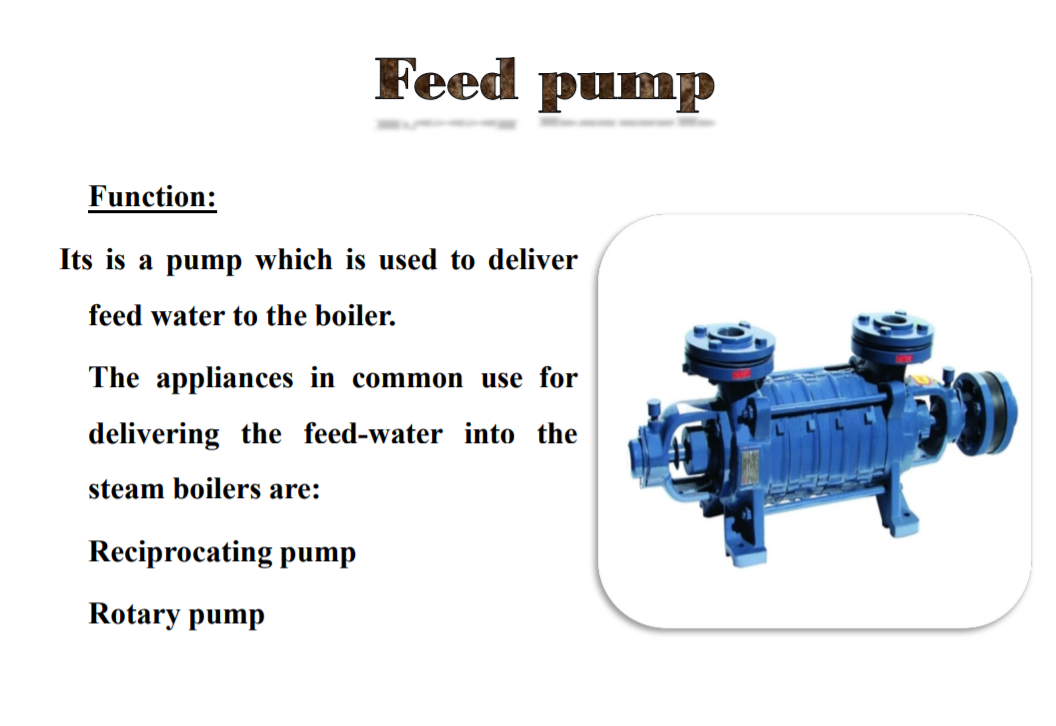 Feed pump
Function:
Its is a pump which is used to deliver
feed water to the boiler.
The appliances in common use for
delivering the feed-water into the
steam boilers are:
Reciprocating pump
Rotary pump